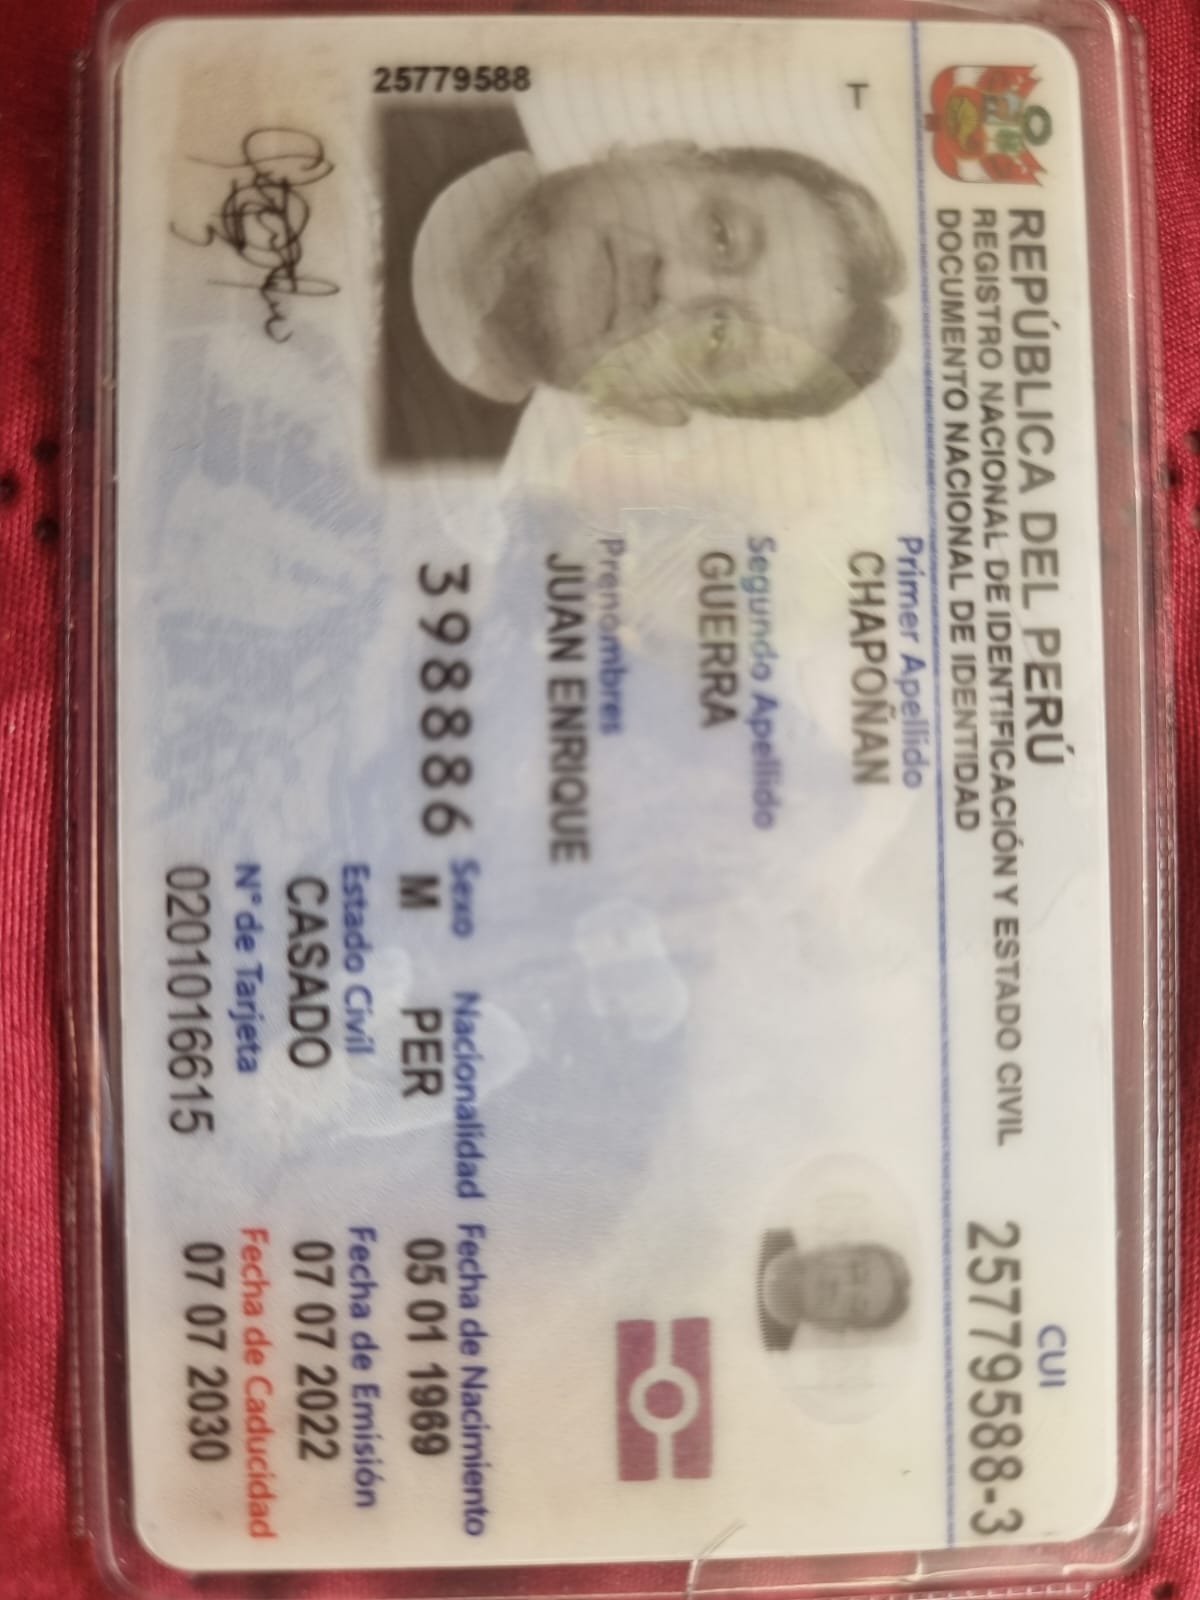 REPÚBLICA DEL PERÚ
REGISTRO NACIONAL DE IDENTIFICACIÓN Y ESTADO CIVIL
DOCUMENTO NACIONAL DE IDENTIDAD
CUI
25779588-3
Primer Apellido
CHAPOÑAN
Segundo Apellido
GUERRA
Prenombres
JUAN ENRIQUE
3988886
Sexo Nacionalidad Fecha de Nacimiento
M PER 05 01 1969
Estado Civil Fecha de Emisión
CASADO 07 07 2022
N° de Tarjeta Fecha de Caducidad
0201016615 07 07 2030
25779588